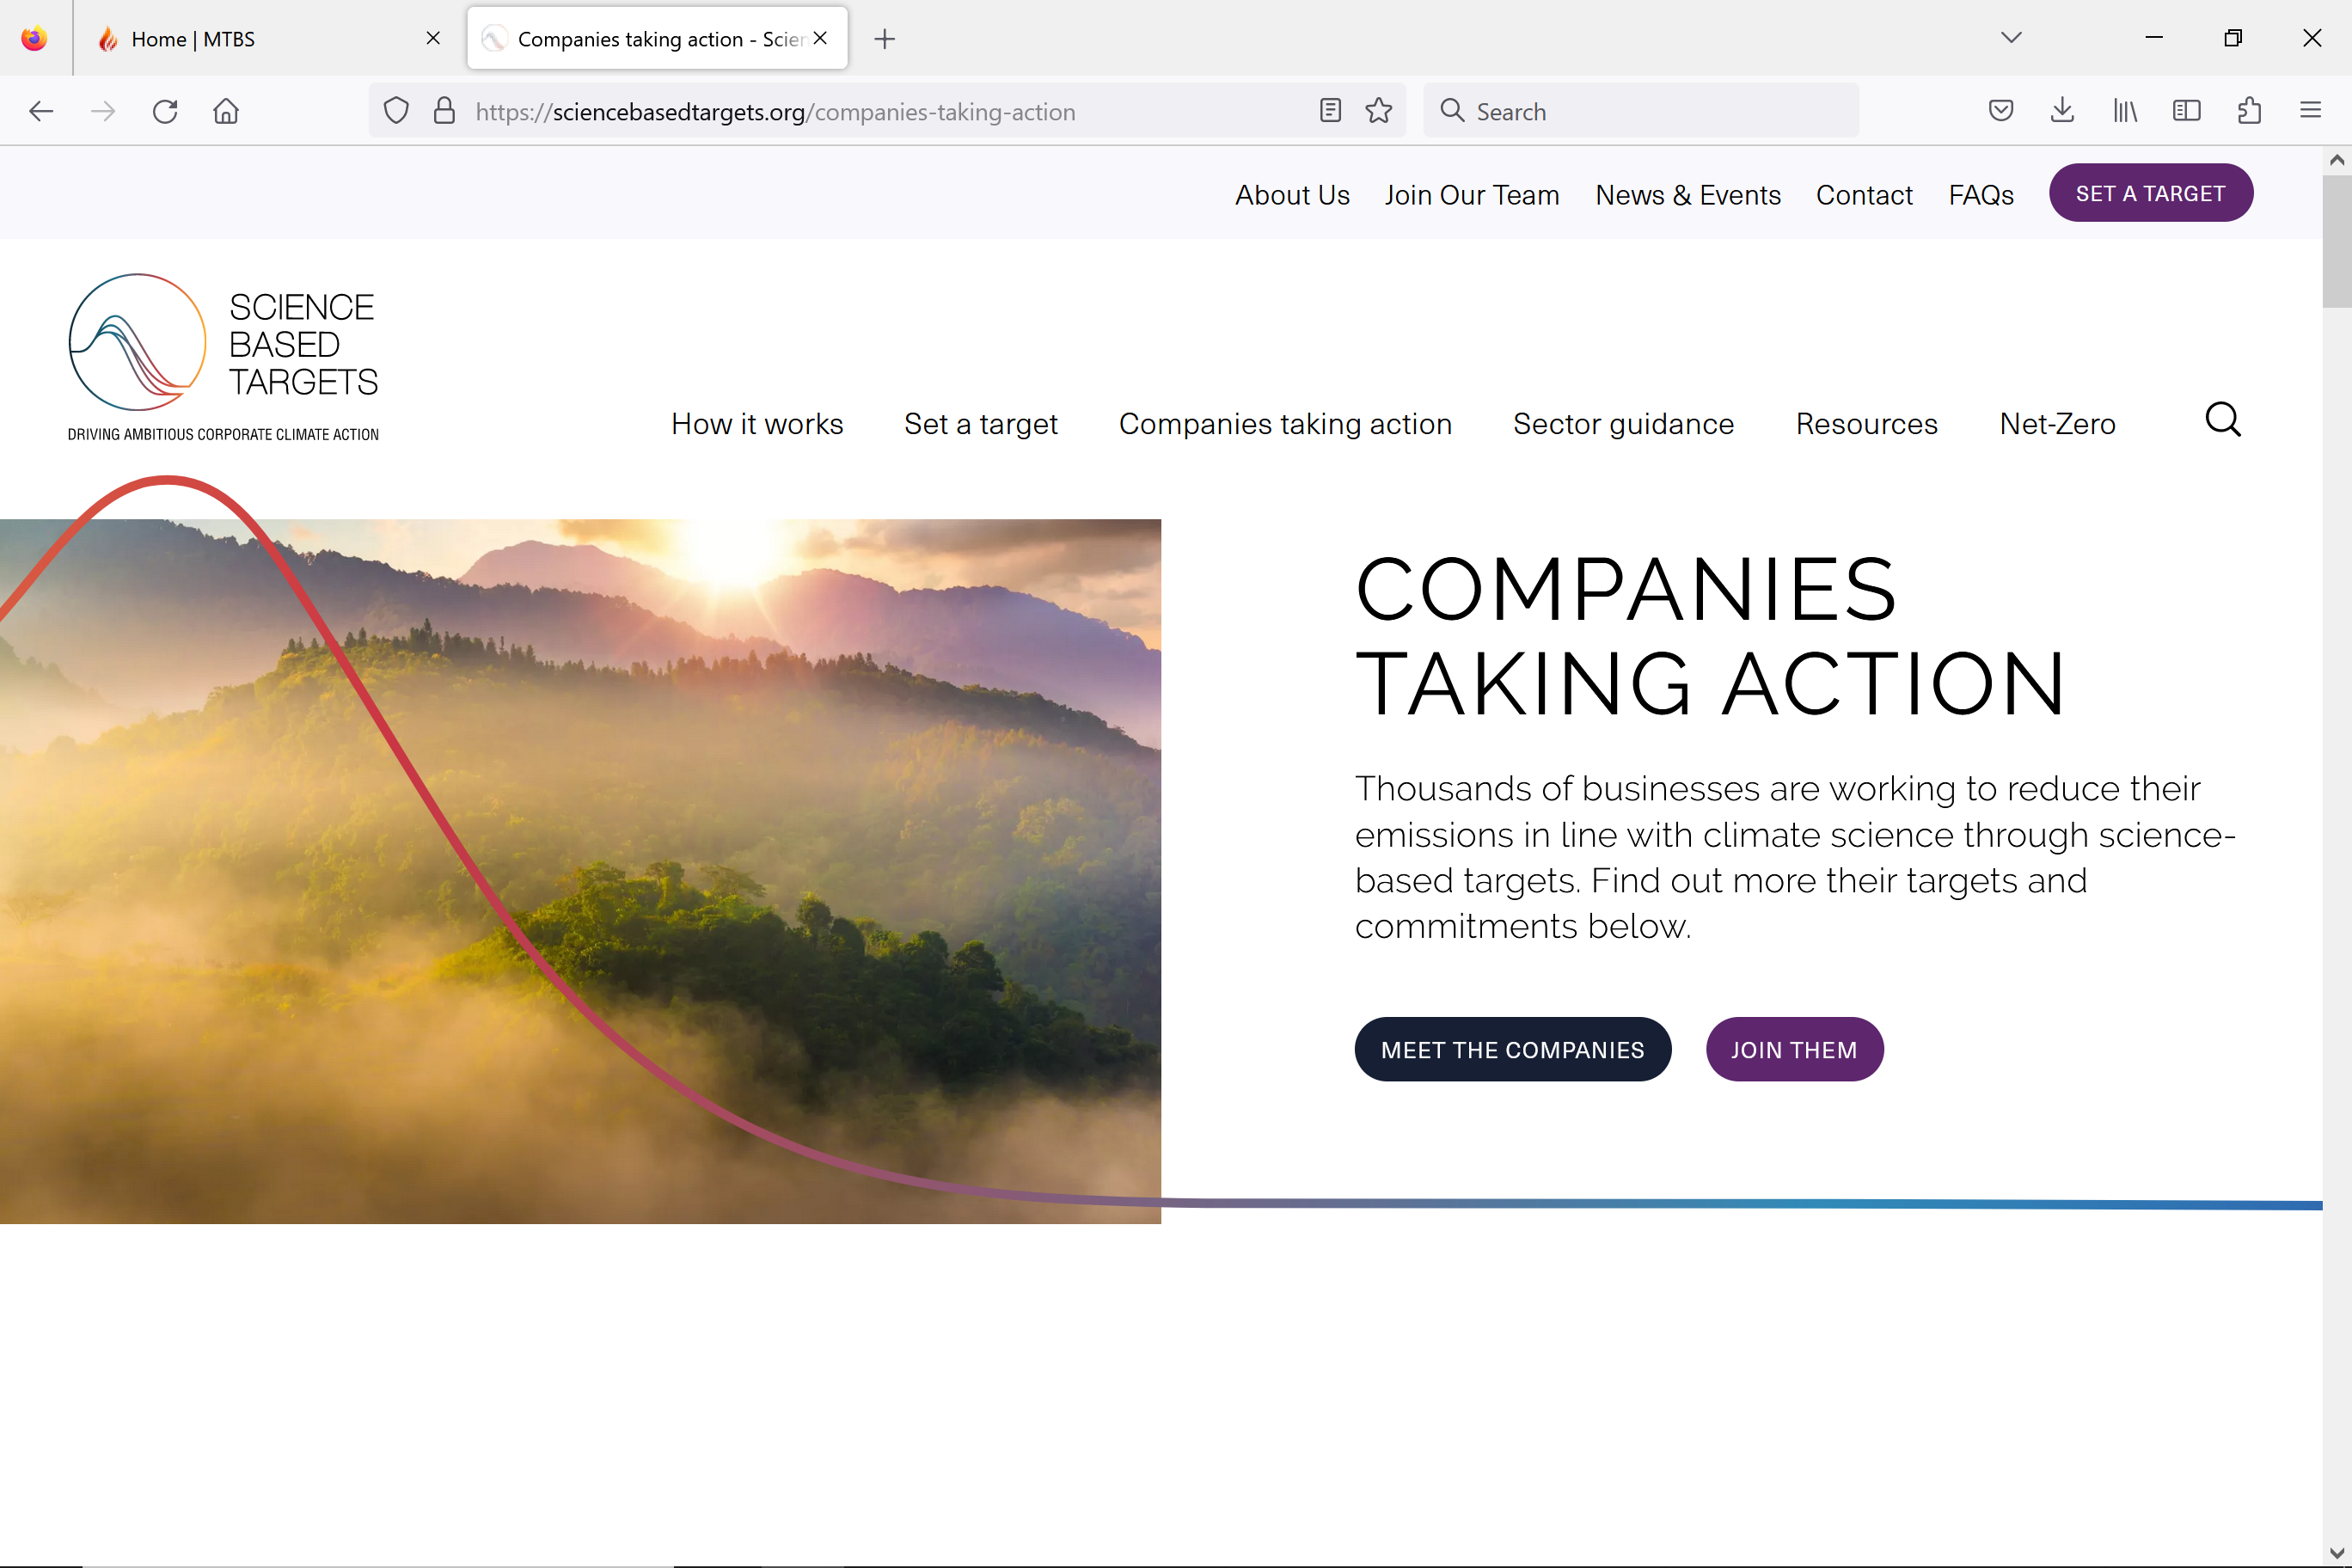 Home | MTBS
Companies taking action - Scien
https://sciencebasedtargets.org/companies-taking-action
Search
About Us
Join Our Team
News & Events
Contact
FAQs
SET A TARGET
SCIENCE
BASED
TARGETS
DRIVING AMBITIOUS CORPORATE CLIMATE ACTION
How it works
Set a target
Companies taking action
Sector guidance
Resources
Net-Zero
COMPANIES
TAKING ACTION
Thousands of businesses are working to reduce their
emissions in line with climate science through science-
based targets. Find out more their targets and
commitments below.
MEET THE COMPANIES
JOIN THEM